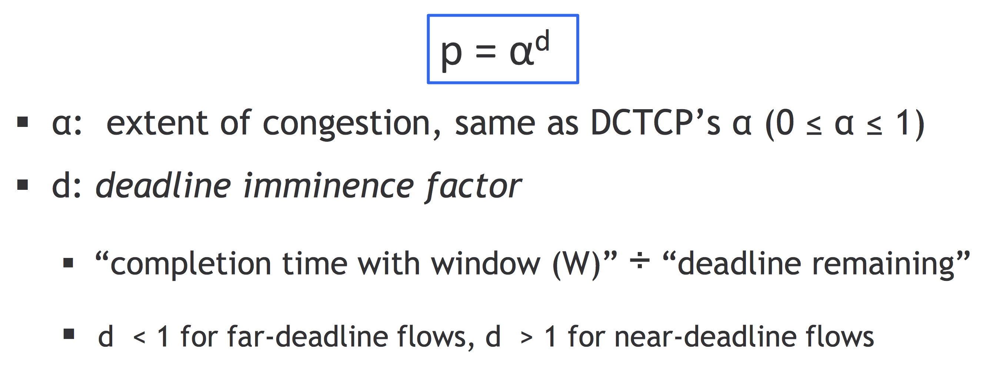 p = α^d
▪ α: extent of congestion, same as DCTCP’s α (0 ≤ α ≤ 1)
▪ d: deadline imminence factor
▪ “completion time with window (W)” ÷ “deadline remaining”
▪ d < 1 for far-deadline flows, d > 1 for near-deadline flows